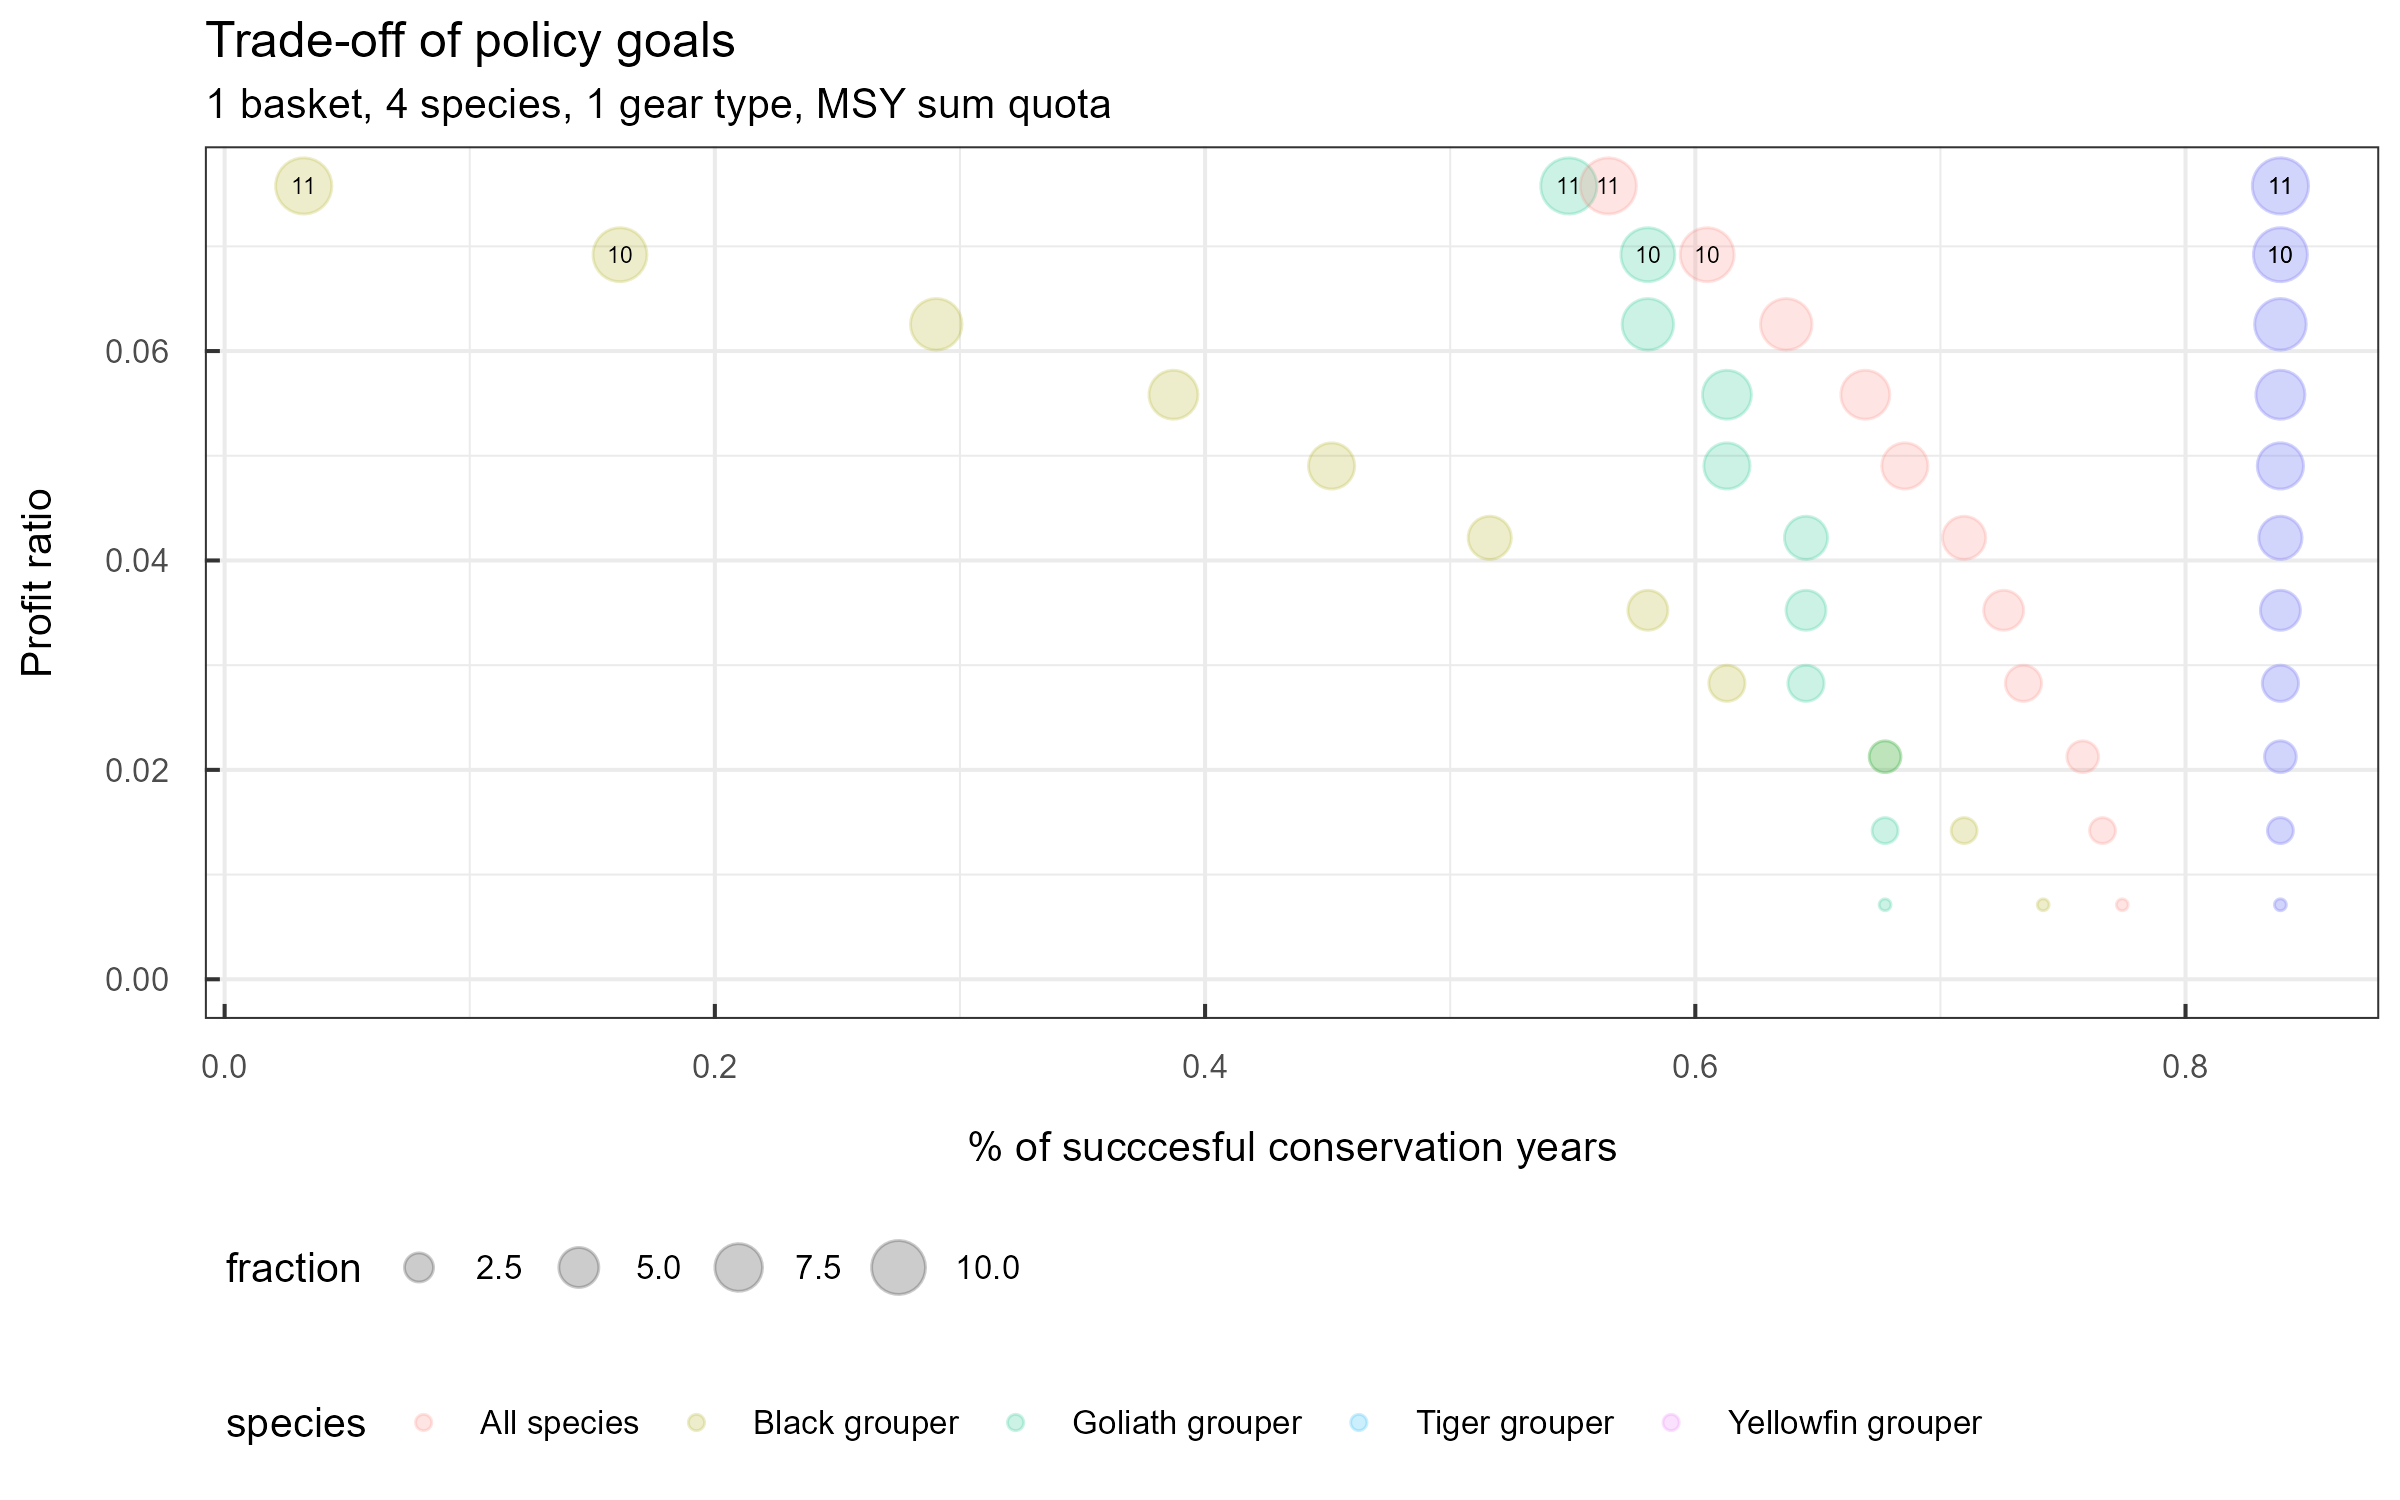 Trade-off of policy goals
1 basket, 4 species, 1 gear type, MSY sum quota
11 11 11 11
10 10 10 10
Profit ratio
0.06
0.04
0.02
0.00
0.0 0.2 0.4 0.6 0.8
% of succcesful conservation years
fraction 2.5 5.0 7.5 10.0
species All species Black grouper Goliath grouper Tiger grouper Yellowfin grouper